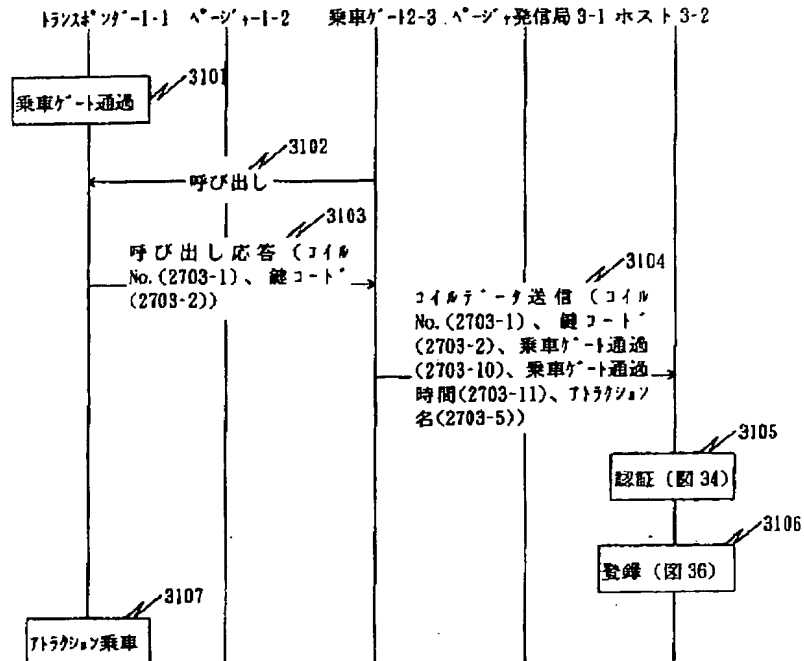 トランスポンダー1-1 ページャー1-2 乗車ゲート2-3 ページャ発信局3-1 ホスト3-2
3101
乗車ゲート通過
3102
呼び出し
3103
呼び出し応答(コイル
No.(2703-1)、鍵コード
(2703-2))
3104
コイルデータ送信(コイル
No.(2703-1)、鍵コード
(2703-2)、乗車ゲート通過
(2703-10)、乗車ゲート通過
時間(2703-11)、アトラクション
名(2703-5))
3105
認証(図34)
3106
登録(図36)
3107
アトラクション乗車